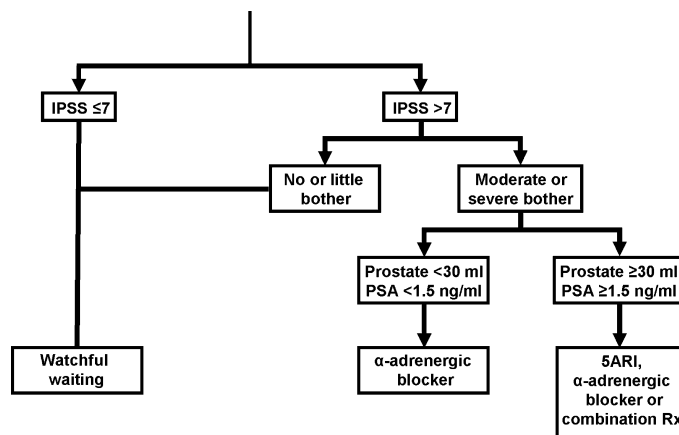 IPSS ≤7
IPSS >7
No or little
bother
Moderate or
severe bother
Prostate <30 ml
PSA <1.5 ng/ml
Prostate ≥30 ml
PSA ≥1.5 ng/ml
Watchful
waiting
α-adrenergic
blocker
5ARI,
α-adrenergic
blocker or
combination Rx